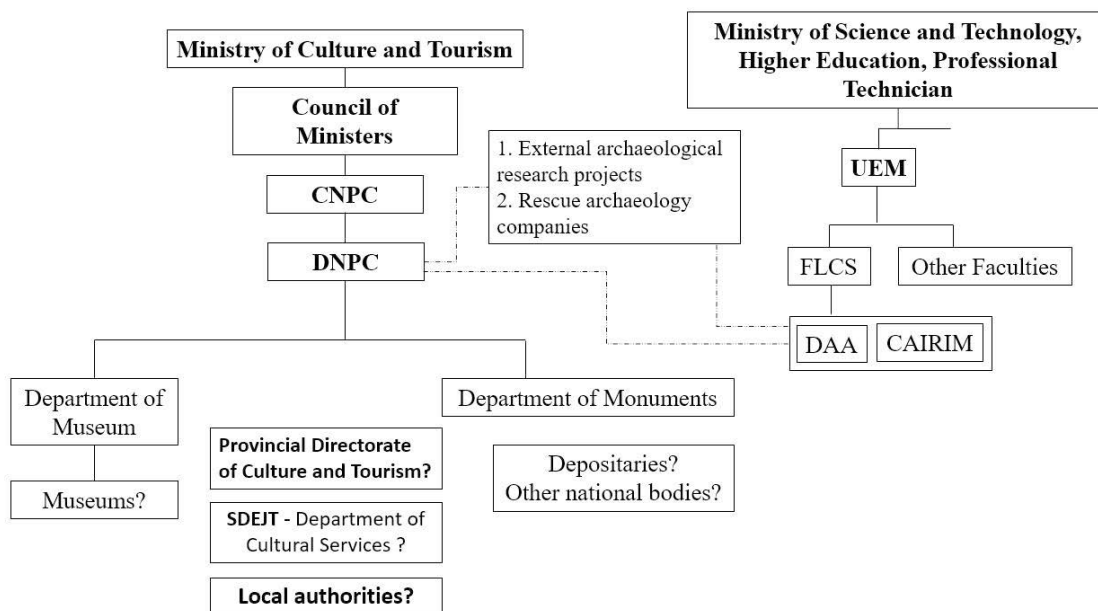 Ministry of Culture and Tourism
Council of
Ministers
CNPC
DNPC
1. External archaeological
research projects
2. Rescue archaeology
companies
Ministry of Science and Technology,
Higher Education, Professional
Technician
UEM
FLCS
Other Faculties
DAA
CAIRIM
Department of
Museum
Museums?
Department of Monuments
Provincial Directorate
of Culture and Tourism?
SDEJT - Department of
Cultural Services ?
Local authorities?
Depositaries?
Other national bodies?